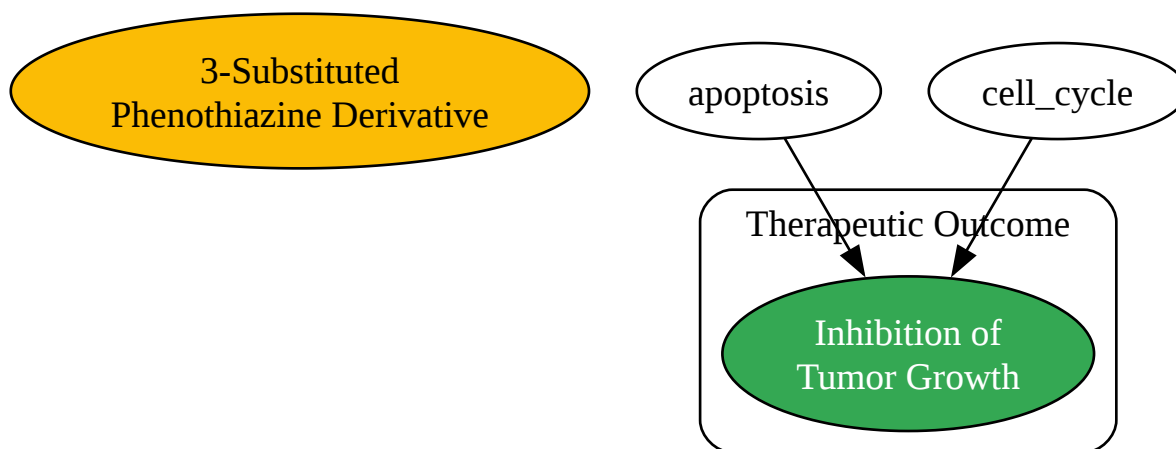 3-Substituted
Phenothiazine Derivative
apoptosis
cell_cycle
Therapeutic Outcome
Inhibition of
Tumor Growth